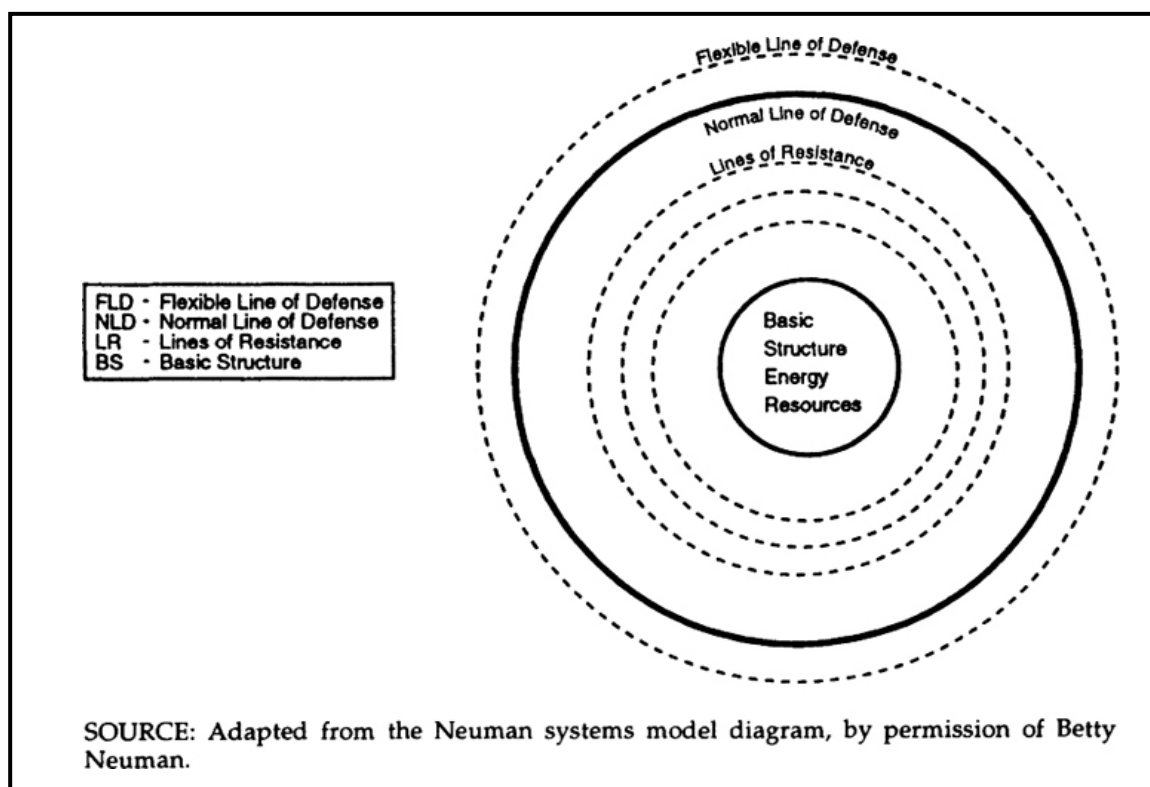 Flexible Line of Defense
Normal Line of Defense
Lines of Resistance
FLD - Flexible Line of Defense
NLD - Normal Line of Defense
LR - Lines of Resistance
BS - Basic Structure
Basic
Structure
Energy
Resources
SOURCE: Adapted from the Neuman systems model diagram, by permission of Betty
Neuman.